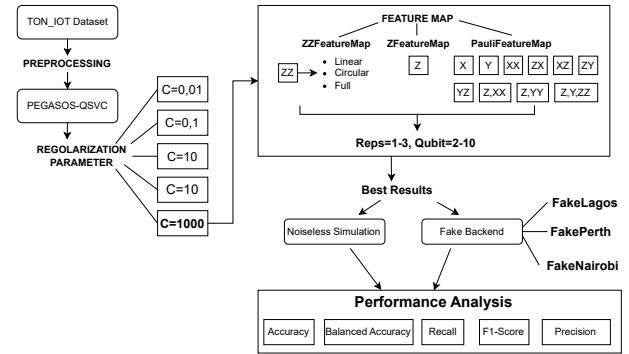 TON_IOT Dataset
PREPROCESSING
PEGASOS-QSVC
REGOLARIZATION
PARAMETER
C=0,01
C=0,1
C=10
C=10
C=1000
FEATURE MAP
ZZFeatureMap
ZFeatureMap
PauliFeatureMap
ZZ
Linear
Circular
Full
Z
X
Y
XX
ZX
XZ
ZY
YZ
Z,XX
Z,YY
Z,Y,ZZ
Reps=1-3, Qubit=2-10
Best Results
Noiseless Simulation
Fake Backend
FakeLagos
FakePerth
FakeNairobi
Performance Analysis
Accuracy
Balanced Accuracy
Recall
F1-Score
Precision